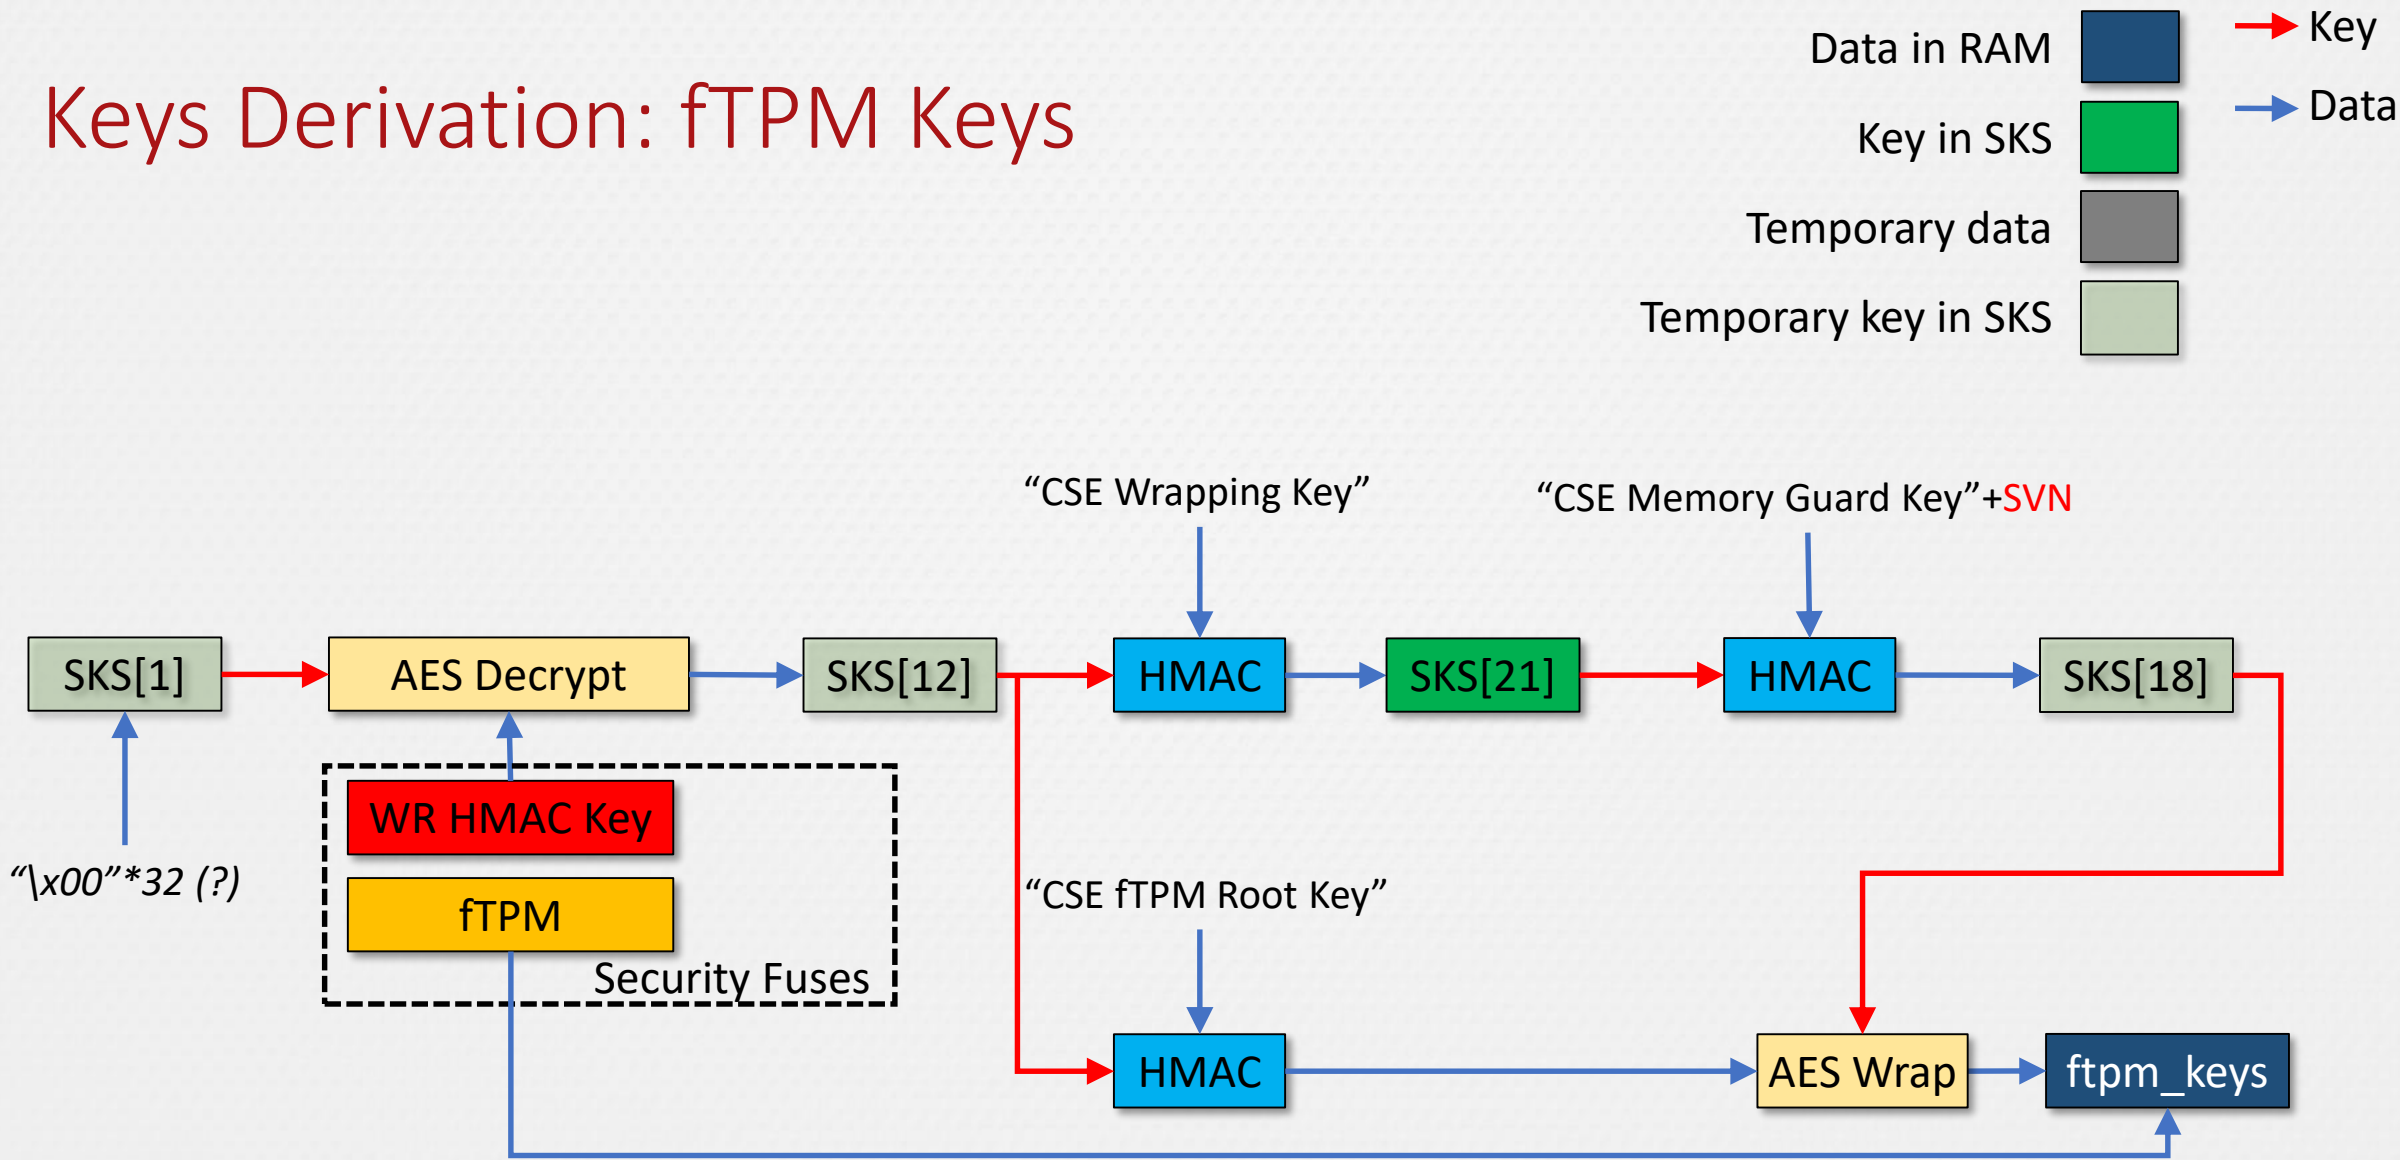 Keys Derivation: fTPM Keys
Data in RAM
Key in SKS
Temporary data
Temporary key in SKS
Key
Data
“CSE Wrapping Key”
“CSE Memory Guard Key”+SVN
SKS[1]
AES Decrypt
SKS[12]
HMAC
SKS[21]
HMAC
SKS[18]
“\x00”*32 (?)
WR HMAC Key
fTPM
Security Fuses
“CSE fTPM Root Key”
HMAC
AES Wrap
ftpm_keys